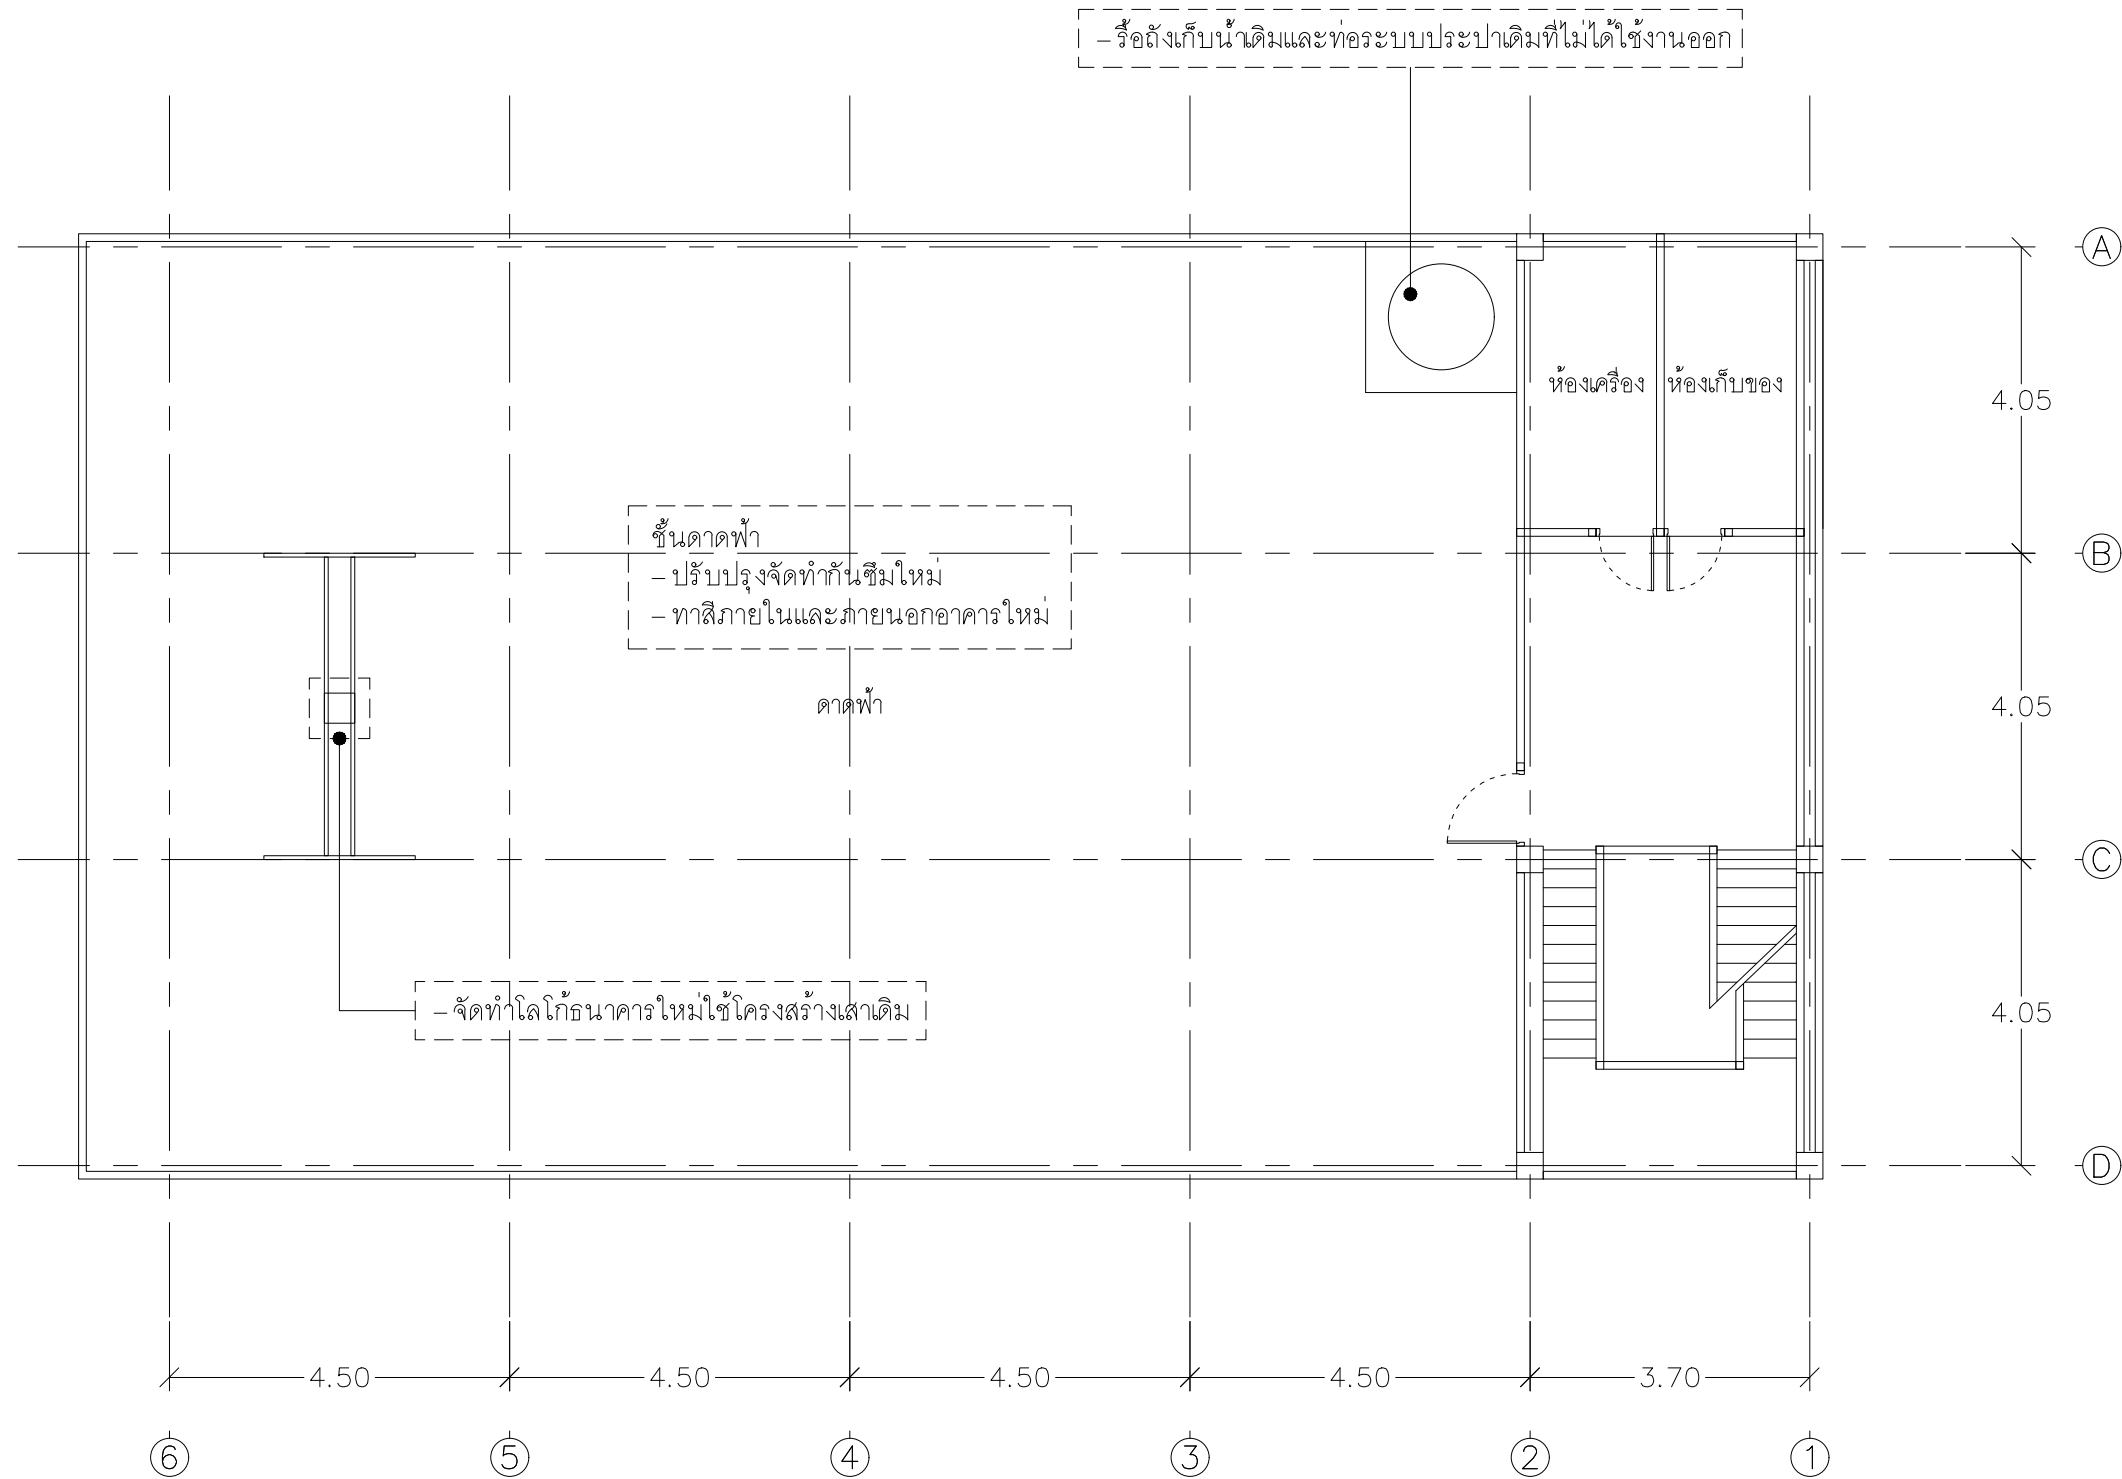 –รื้อถังเก็บน้ำเดิมและท่อระบบประปาเดิมที่ไม่ได้ใช้งานออก
A
ห้องเครื่อง
ห้องเก็บของ
4.05
ชั้นดาดฟ้า
–ปรับปรุงจัดทำกันซึมใหม่
–ทาสีภายในและภายนอกอาคารใหม่
B
ดาดฟ้า
4.05
C
–จัดทำโลโก้ธนาคารใหม่ใช้โครงสร้างเสาเดิม
4.05
D
4.50
4.50
4.50
4.50
3.70
6
5
4
3
2
1